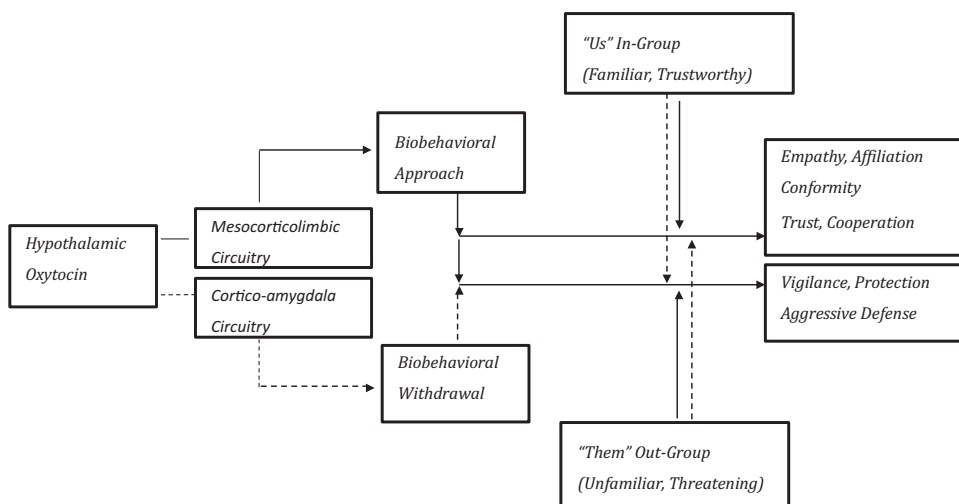 “Us” In-Group
(Familiar, Trustworthy)
Biobehavioral
Approach
Empathy, Affiliation
Conformity
Trust, Cooperation
Hypothalamic
Oxytocin
Mesocorticolimbic
Circuitry
Cortico-amygdala
Circuitry
Vigilance, Protection
Aggressive Defense
Biobehavioral
Withdrawal
“Them” Out-Group
(Unfamiliar, Threatening)